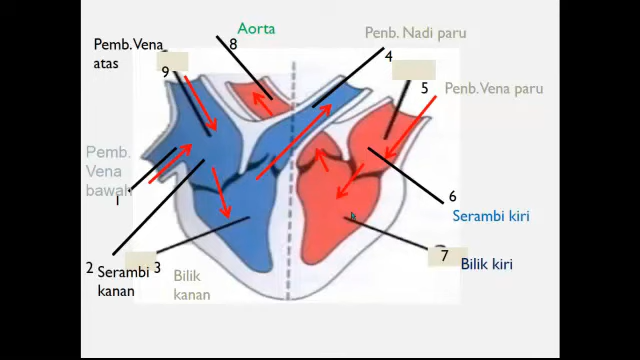 Pemb. Vena
atas
9
Aorta
8
Penb. Nadi paru
4
5
Penb. Vena paru
Pemb.
Vena
bawah
1
6
Serambi kiri
2 Serambi
kanan
3
Bilik
kanan
7
Bilik kiri